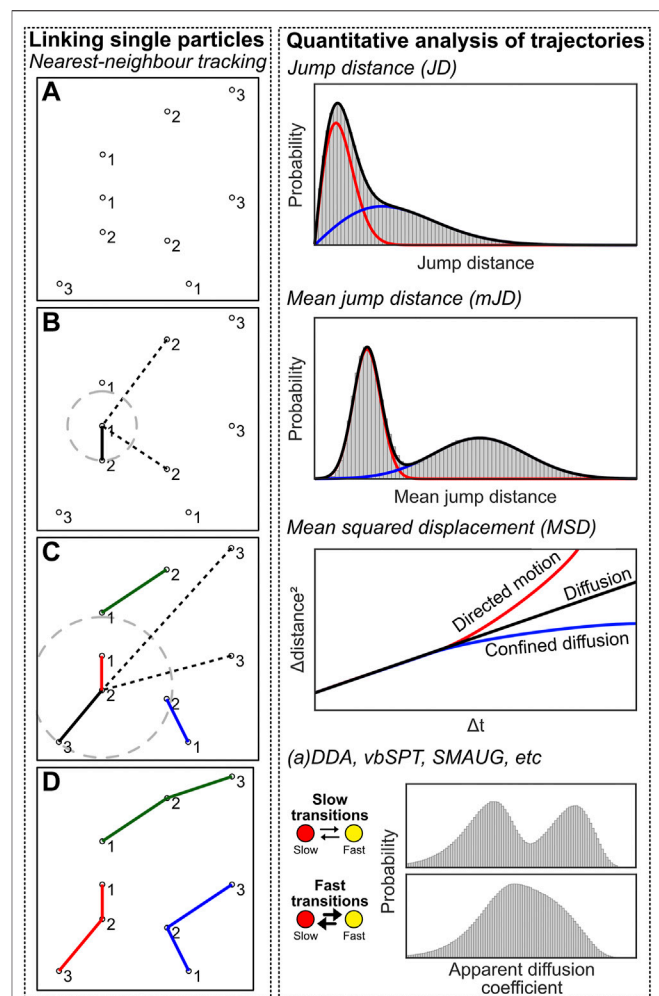 Linking single particles
Nearest-neighbour tracking
A
3
2
1
1
3
2
2
3
1
B
3
2
1
1
3
2
2
3
1
C
3
2
1
1
3
2
2
3
1
D
3
2
1
1
3
2
2
3
1
Quantitative analysis of trajectories
Jump distance (JD)
Probability
Jump distance
Mean jump distance (mJD)
Probability
Mean jump distance
Mean squared displacement (MSD)
Δdistance²
Directed motion
Diffusion
Confined diffusion
Δt
(a)DDA, vbSPT, SMAUG, etc
Slow
transitions
Slow Fast
Fast
transitions
Slow Fast
Probability
Apparent diffusion
coefficient